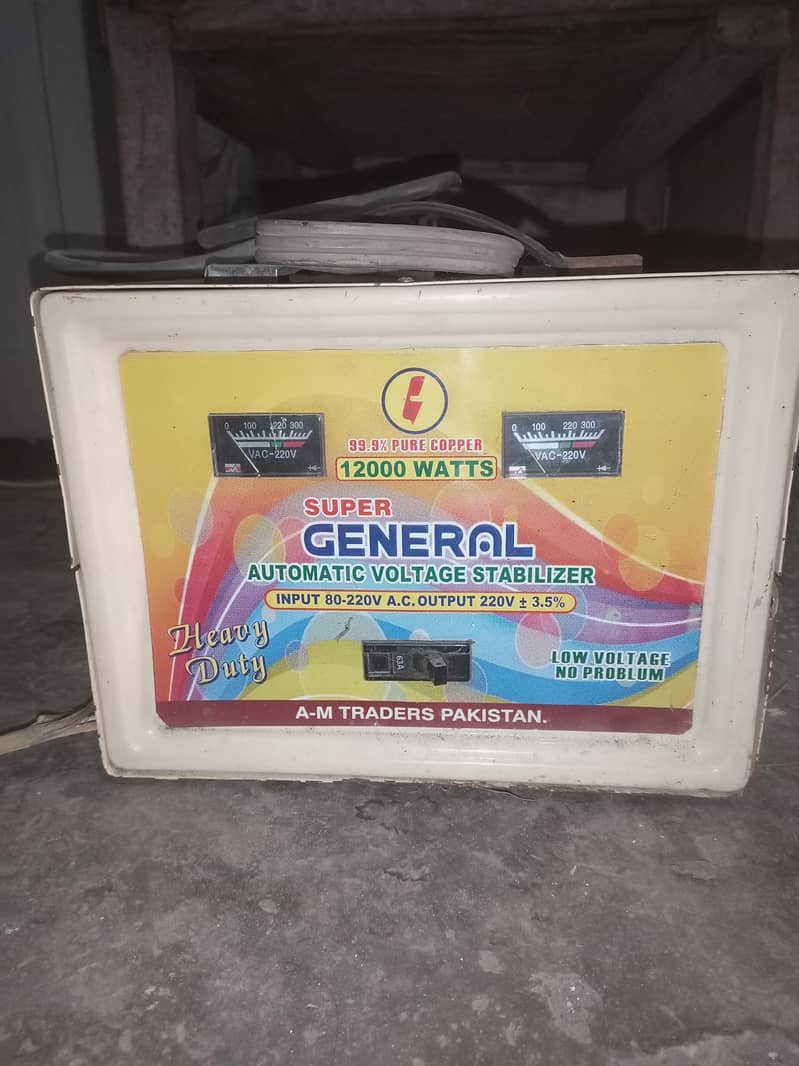 0 100 220 300
VAC-220V
0 100 220 300
VAC-220V
99.9% PURE COPPER
12000 WATTS
SUPER
GENERAL
AUTOMATIC VOLTAGE STABILIZER
INPUT 80-220V A.C. OUTPUT 220V ± 3.5%
Heavy
Duty
63A
LOW VOLTAGE
NO PROBLUM
A-M TRADERS PAKISTAN.